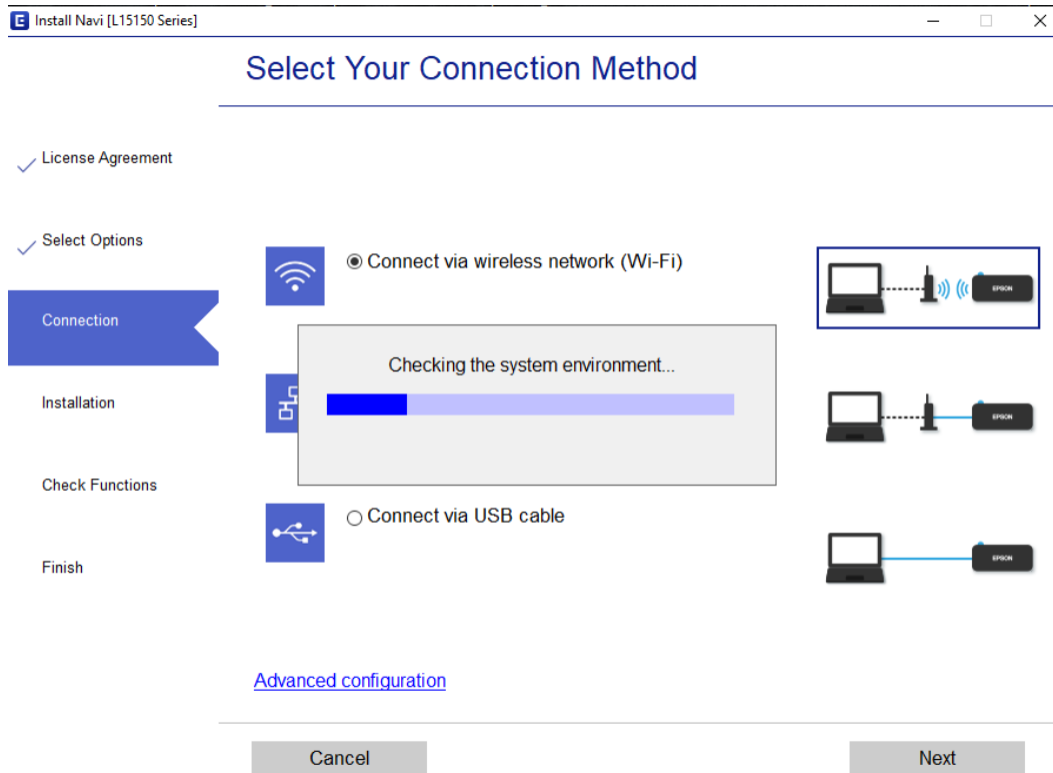 Install Navi [L15150 Series]
Select Your Connection Method
License Agreement
Select Options
Connection
Installation
Check Functions
Finish
Connect via wireless network (Wi-Fi)
EPSON
Checking the system environment...
EPSON
Connect via USB cable
EPSON
Advanced configuration
Cancel
Next